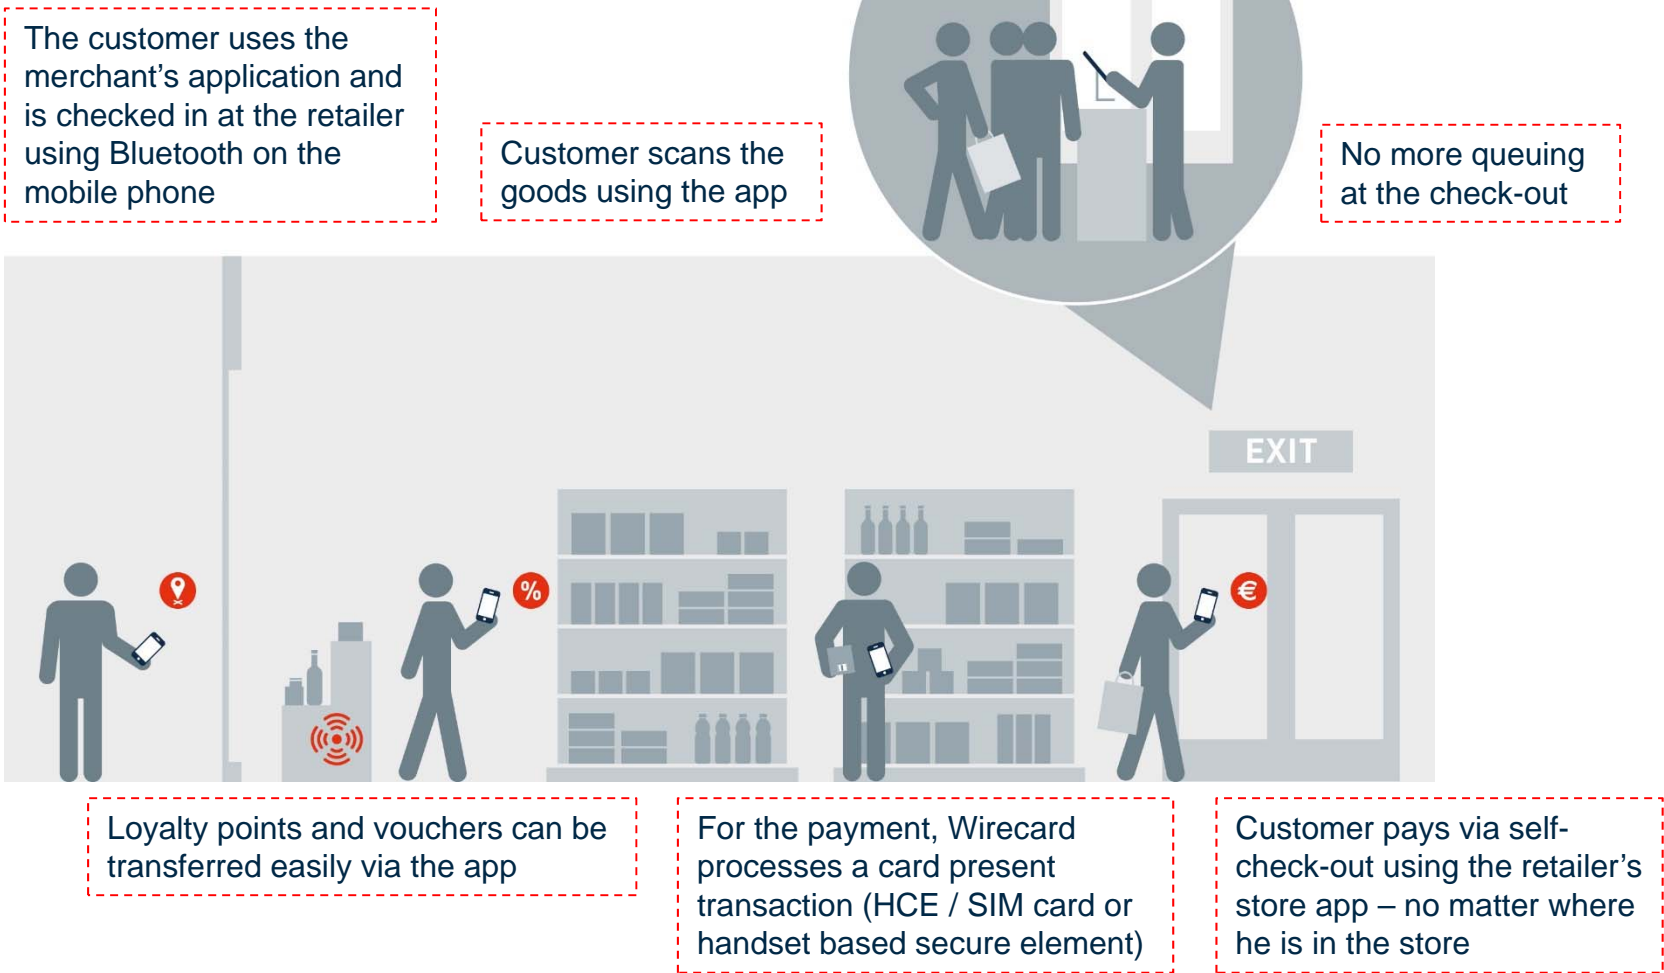 The customer uses the
merchant's application and
is checked in at the retailer
using Bluetooth on the
mobile phone
Customer scans the
goods using the app
No more queuing
at the check-out
EXIT
%
€
Loyalty points and vouchers can be
transferred easily via the app
For the payment, Wirecard
processes a card present
transaction (HCE / SIM card or
handset based secure element)
Customer pays via self-
check-out using the retailer's
store app – no matter where
he is in the store